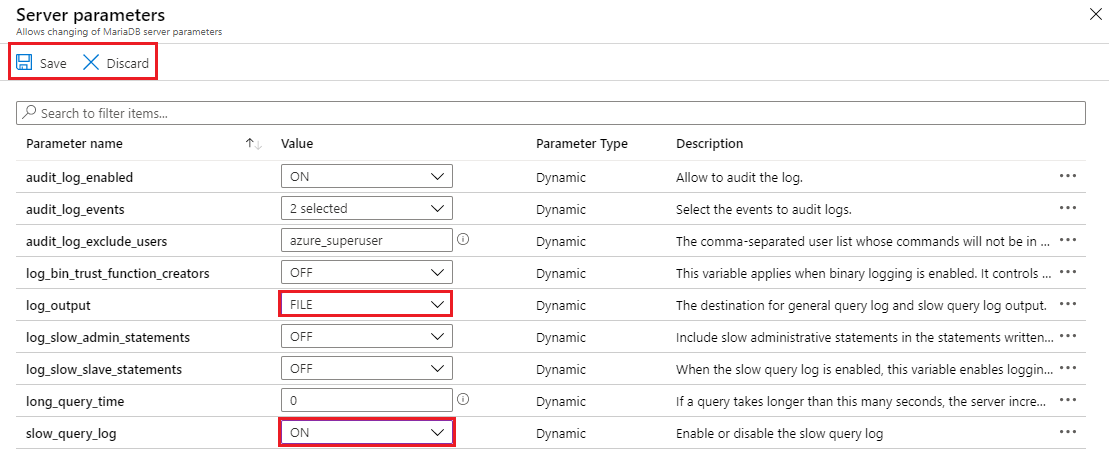 Server parameters
Allows changing of MariaDB server parameters
Save Discard
Search to filter items...
Parameter name Value Parameter Type Description
audit_log_enabled ON Dynamic Allow to audit the log.
audit_log_events 2 selected Dynamic Select the events to audit logs.
audit_log_exclude_users azure_superuser Dynamic The comma-separated user list whose commands will not be in ...
log_bin_trust_function_creators OFF Dynamic This variable applies when binary logging is enabled. It controls ...
log_output FILE Dynamic The destination for general query log and slow query log output.
log_slow_admin_statements OFF Dynamic Include slow administrative statements in the statements written...
log_slow_slave_statements OFF Dynamic When the slow query log is enabled, this variable enables loggin...
long_query_time 0 Dynamic If a query takes longer than this many seconds, the server incre...
slow_query_log ON Dynamic Enable or disable the slow query log